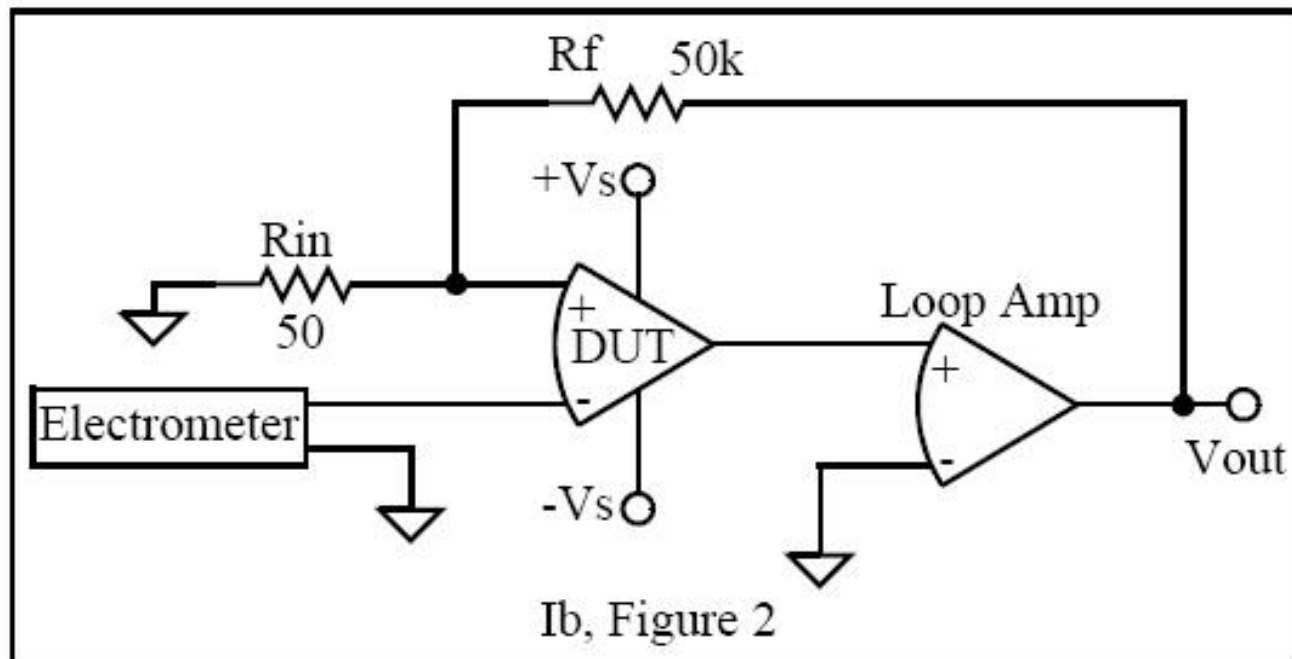 Rf 50k
+Vs
Rin
50
+
DUT
-
Loop Amp
+
-
Electrometer
-Vs
Vout
Ib, Figure 2